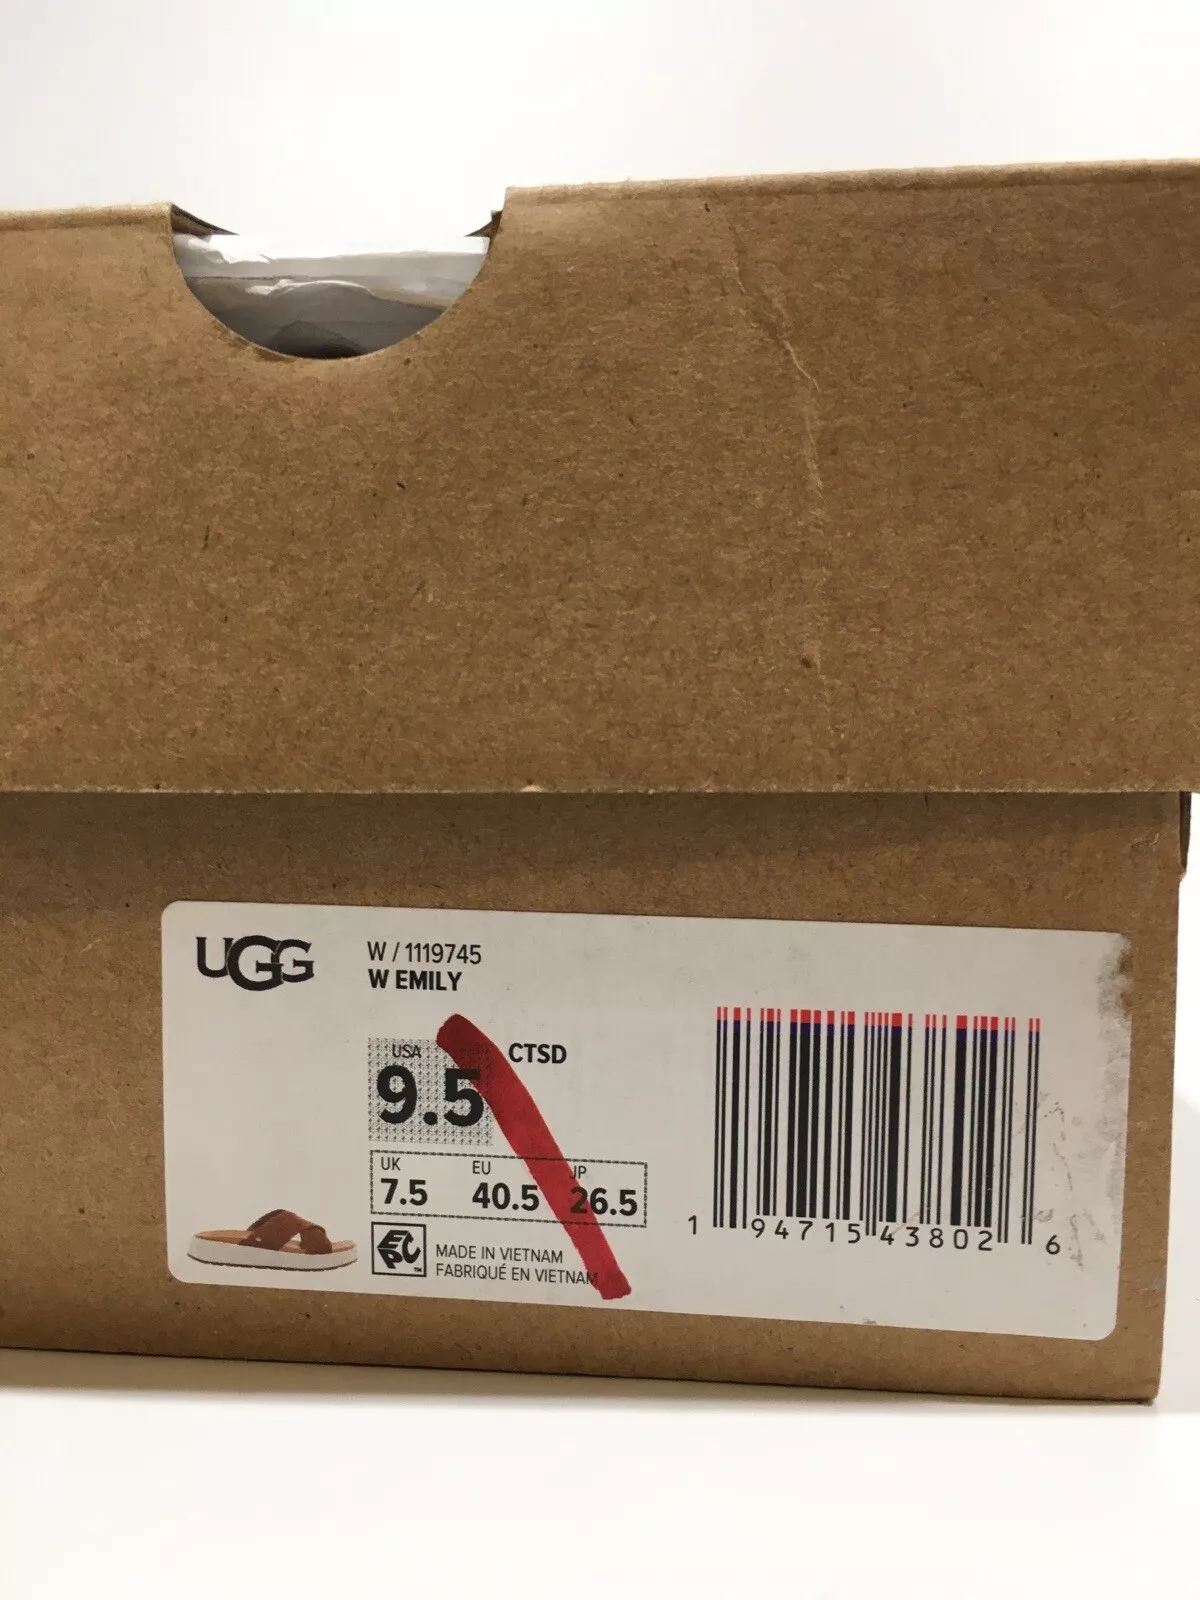 UGG
W / 1119745
W EMILY
USA
9.5
CTSD
UK EU JP
7.5 40.5 26.5
EPC™
MADE IN VIETNAM
FABRIQUÉ EN VIETNAM
1 94715 43802 6